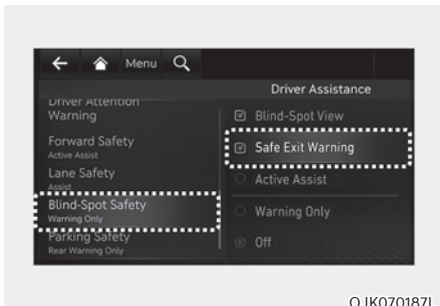 Menu
Driver Assistance
Driver Attention
Warning
Forward Safety
Active Assist
Lane Safety
Assist
Blind-Spot Safety
Warning Only
Parking Safety
Rear Warning Only
Blind-Spot View
Safe Exit Warning
Active Assist
Warning Only
Off
OJK070187L